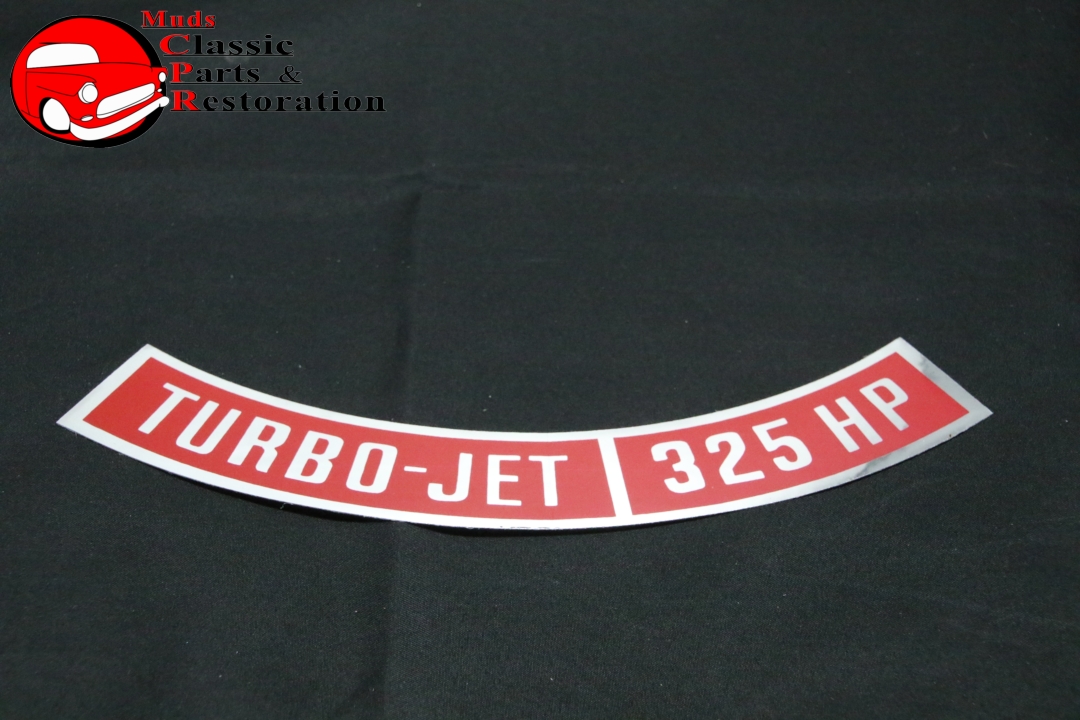 Muds
Classic
Parts &
Restoration
TURBO-JET 325 HP